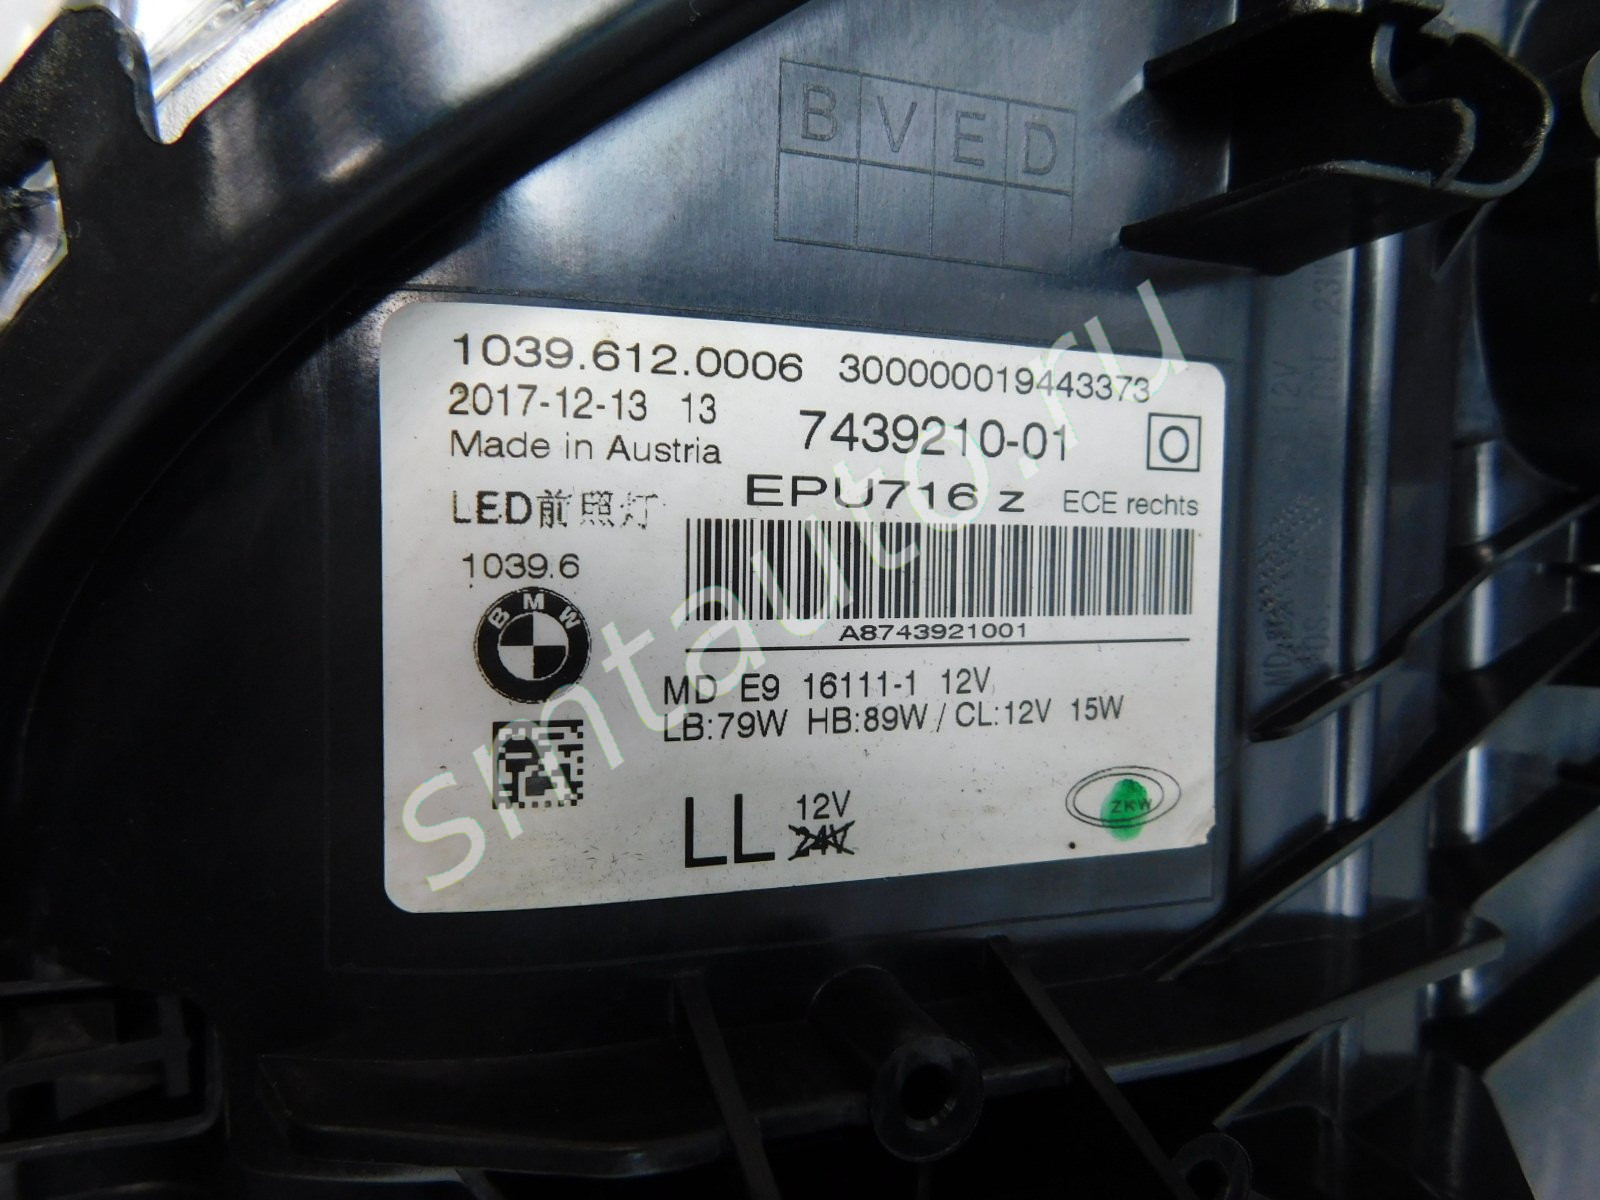 B V E D
1039.612.0006 300000019443373
2017-12-13 13 7439210-01 O
Made in Austria
EPU716 z ECE rechts
LED前照灯
1039.6
BMW
A8743921001
MD E9 16111-1 12V
LB:79W HB:89W / CL:12V 15W
LL 12V
24V
ZKW
smtauto.ru